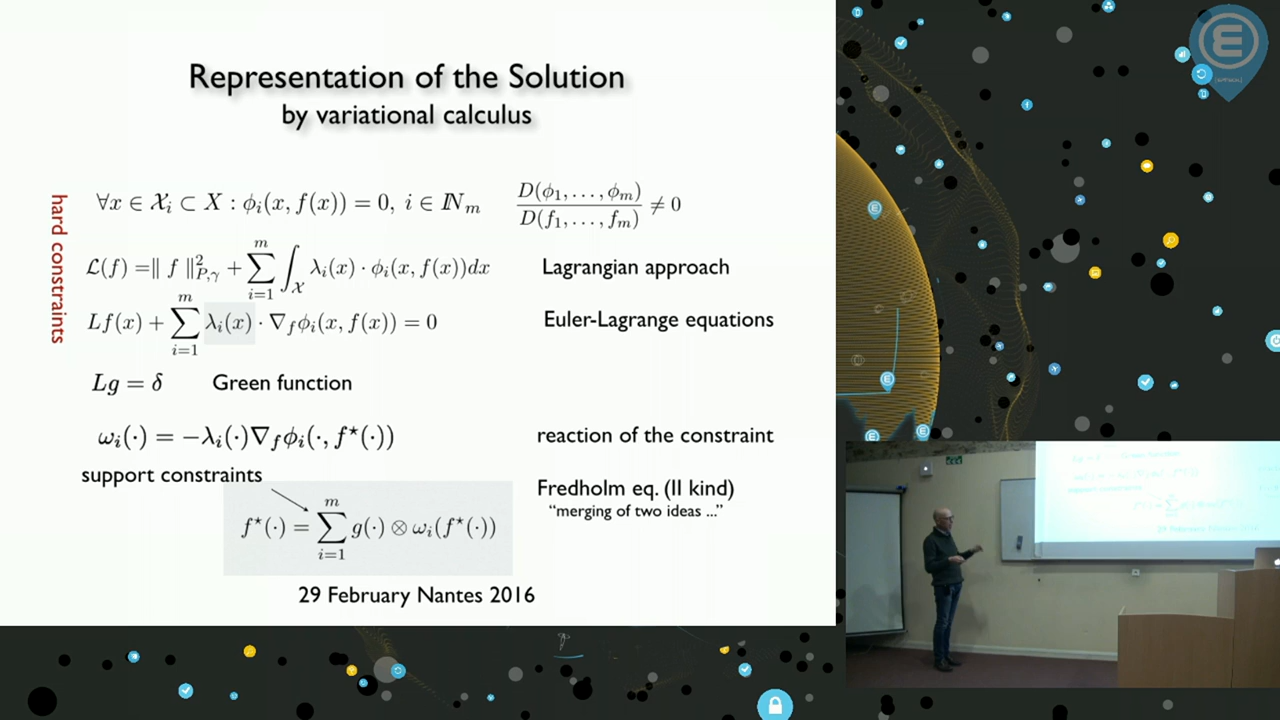 Representation of the Solution
by variational calculus
hard constraints
∀x ∈ 𝒳ᵢ ⊂ X : ϕᵢ(x, f(x)) = 0, i ∈ ℕₘ
D(ϕ₁, . . . , ϕₘ) / D(f₁, . . . , fₘ) ≠ 0
ℒ(f) =‖ f ‖²_{P,γ} + ∑_{i=1}^{m} ∫_𝒳 λᵢ(x) · ϕᵢ(x, f(x))dx
Lagrangian approach
Lf(x) + ∑_{i=1}^{m} λᵢ(x) · ∇_f ϕᵢ(x, f(x)) = 0
Euler-Lagrange equations
Lg = δ
Green function
ωᵢ(·) = −λᵢ(·)∇_f ϕᵢ(·, f*(·))
reaction of the constraint
support constraints
f*(·) = ∑_{i=1}^{m} g(·) ⊗ ωᵢ(f*(·))
Fredholm eq. (II kind)
“merging of two ideas ...”
29 February Nantes 2016